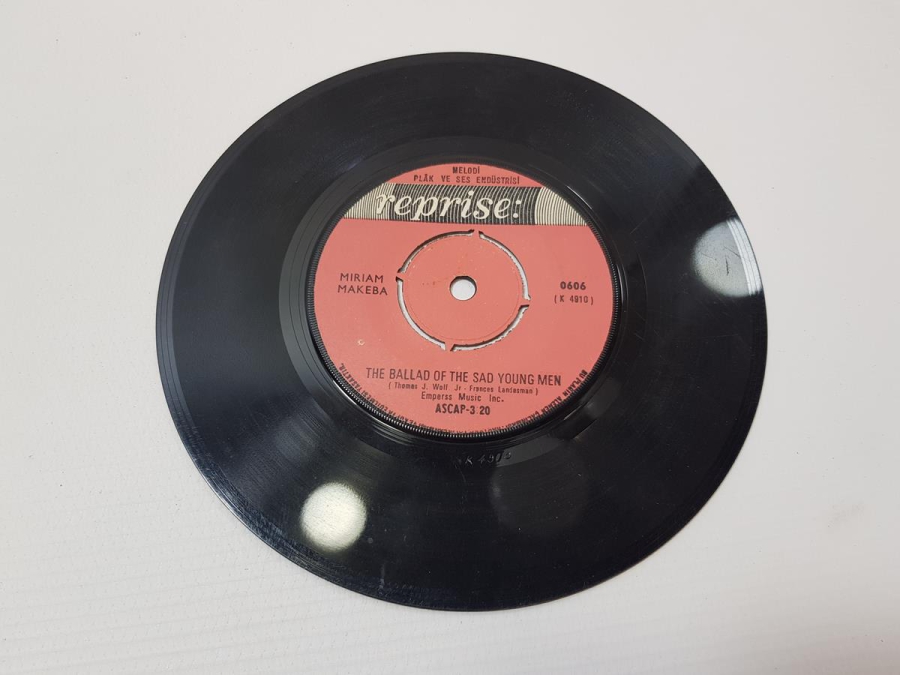 MELODİ
PLÂK VE SES ENDÜSTRİSİ
reprise:
MIRIAM
MAKEBA
0606
( K 4910 )
THE BALLAD OF THE SAD YOUNG MEN
( Thomas J. Wolf Jr - Frances Lantesman )
Emperss Music Inc.
ASCAP-3 20